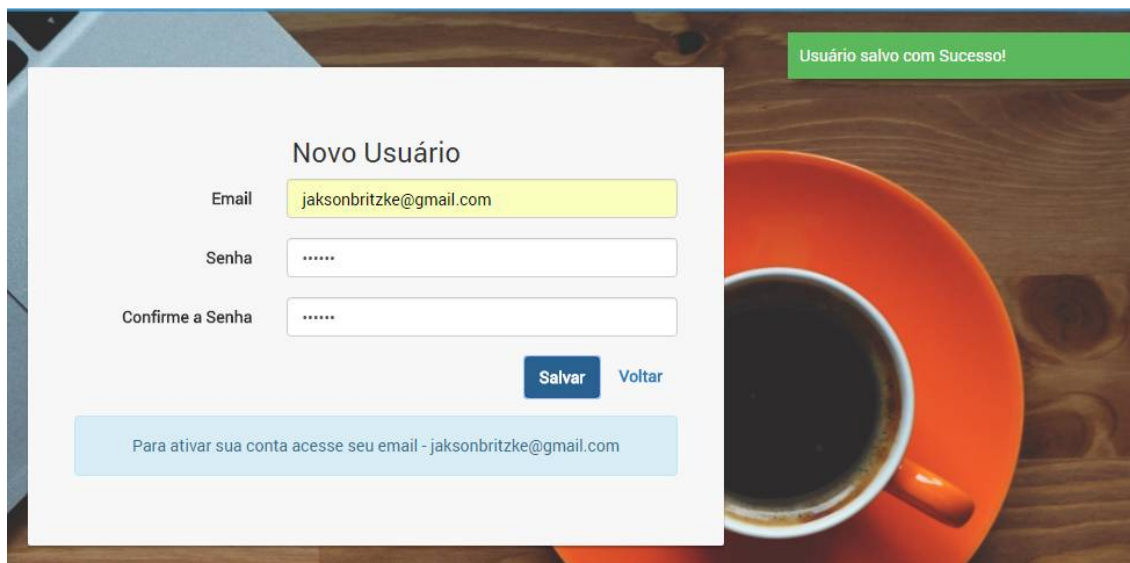 Usuário salvo com Sucesso!
Novo Usuário
Email
jaksonbritzke@gmail.com
Senha
••••••
Confirme a Senha
••••••
Salvar Voltar
Para ativar sua conta acesse seu email - jaksonbritzke@gmail.com